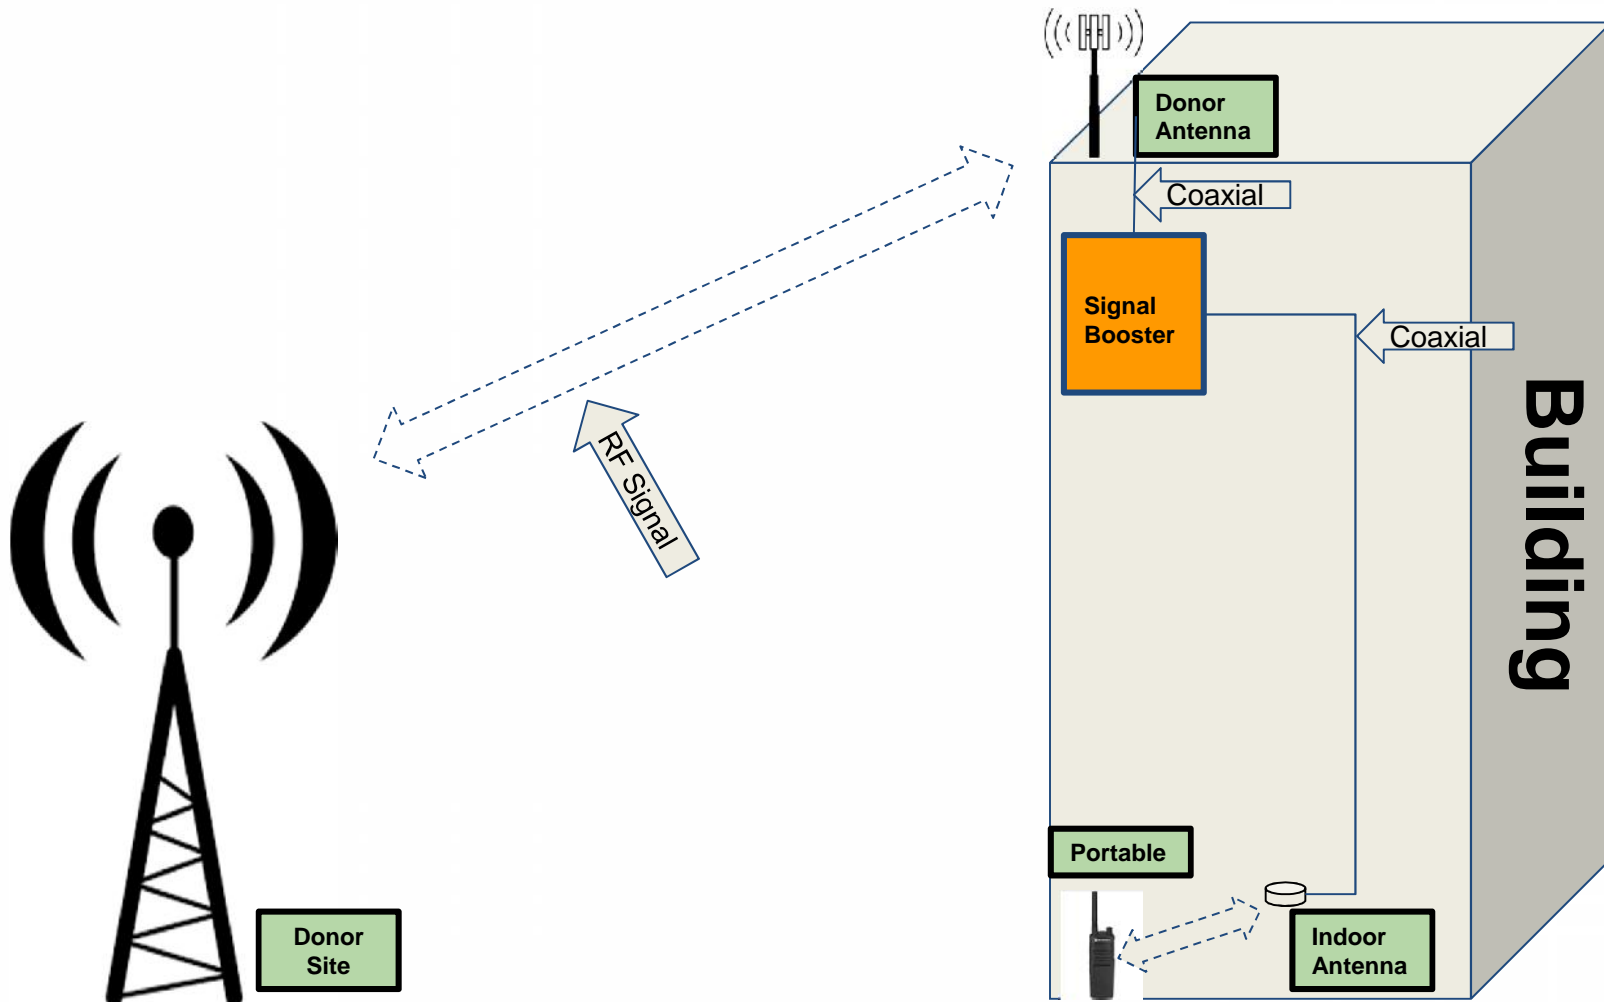 Donor
Antenna
Coaxial
Signal
Booster
Coaxial
Building
RF Signal
Portable
Donor
Site
Indoor
Antenna